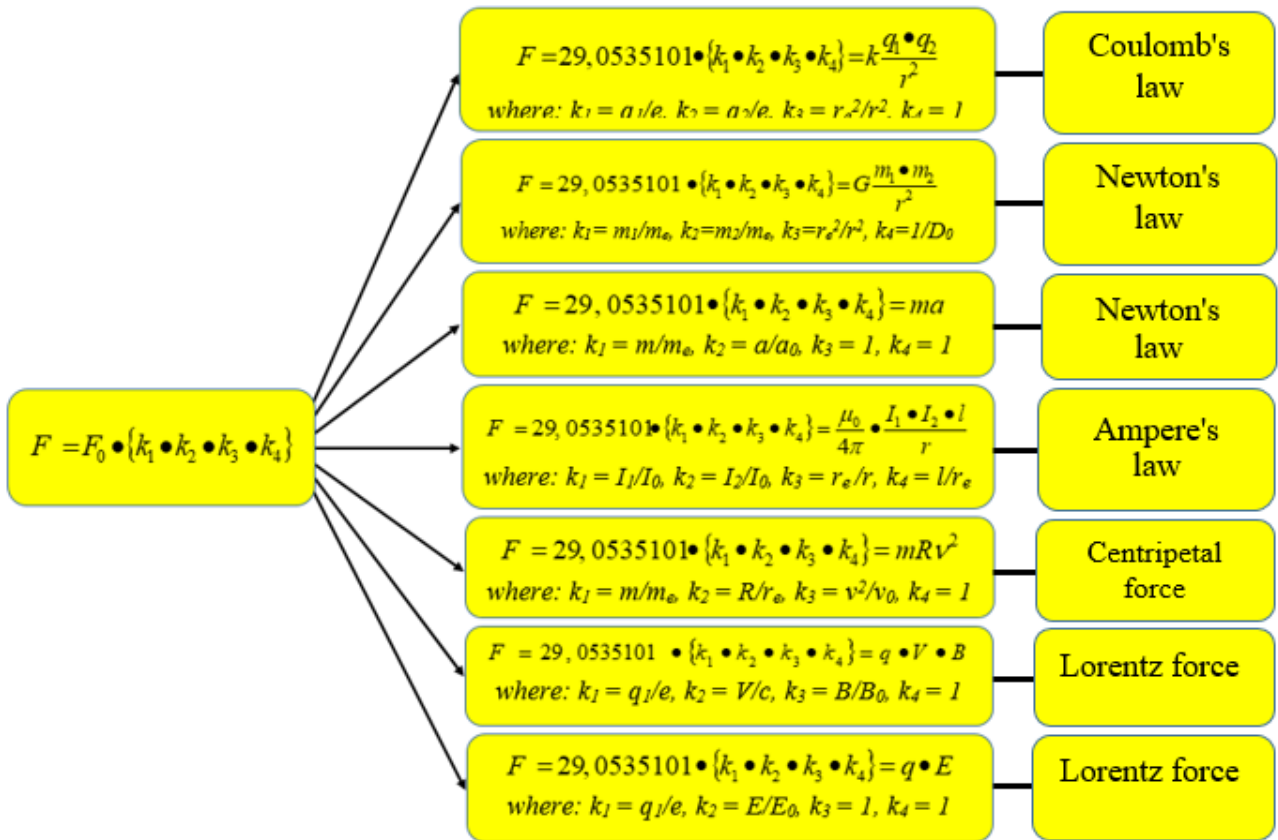 F = F₀ • {k₁ • k₂ • k₃ • k₄}
F = 29,0535101 • {k₁ • k₂ • k₃ • k₄} = k q₁ • q₂ / r²
where: k₁ = q₁/e, k₂ = q₂/e, k₃ = rₑ²/r², k₄ = 1
Coulomb's
law
F = 29,0535101 • {k₁ • k₂ • k₃ • k₄} = G m₁ • m₂ / r²
where: k₁ = m₁/mₑ, k₂=m₂/mₑ, k₃=rₑ²/r², k₄=1/D₀
Newton's
law
F = 29, 0535101 • {k₁ • k₂ • k₃ • k₄} = ma
where: k₁ = m/mₑ, k₂ = a/a₀, k₃ = 1, k₄ = 1
Newton's
law
F = 29, 0535101 • {k₁ • k₂ • k₃ • k₄} = μ₀ / 4π • I₁ • I₂ • l / r
where: k₁ = I₁/I₀, k₂ = I₂/I₀, k₃ = rₑ/r, k₄ = l/rₑ
Ampere's
law
F = 29, 0535101 • {k₁ • k₂ • k₃ • k₄} = mRv²
where: k₁ = m/mₑ, k₂ = R/rₑ, k₃ = v²/v₀, k₄ = 1
Centripetal
force
F = 29, 0535101 • {k₁ • k₂ • k₃ • k₄} = q • V • B
where: k₁ = q₁/e, k₂ = V/c, k₃ = B/B₀, k₄ = 1
Lorentz force
F = 29, 0535101 • {k₁ • k₂ • k₃ • k₄} = q • E
where: k₁ = q₁/e, k₂ = E/E₀, k₃ = 1, k₄ = 1
Lorentz force